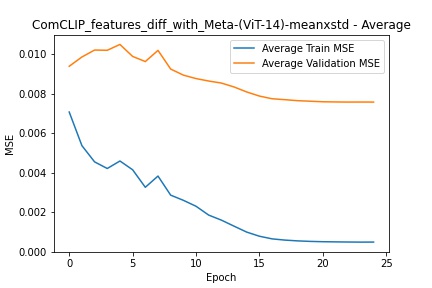 ComCLIP_features_diff_with_Meta-(ViT-14)-meanxstd - Average
Average Train MSE
Average Validation MSE
MSE
0.010
0.008
0.006
0.004
0.002
0.000
0 5 10 15 20 25
Epoch